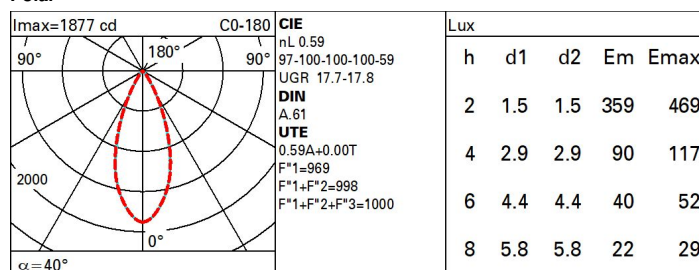 Imax=1877 cd C0-180
90° 180° 90°
2000
0°
α=40°
CIE
nL 0.59
97-100-100-100-59
UGR 17.7-17.8
DIN
A.61
UTE
0.59A+0.00T
F"1=969
F"1+F"2=998
F"1+F"2+F"3=1000
Lux
h d1 d2 Em Emax
2 1.5 1.5 359 469
4 2.9 2.9 90 117
6 4.4 4.4 40 52
8 5.8 5.8 22 29